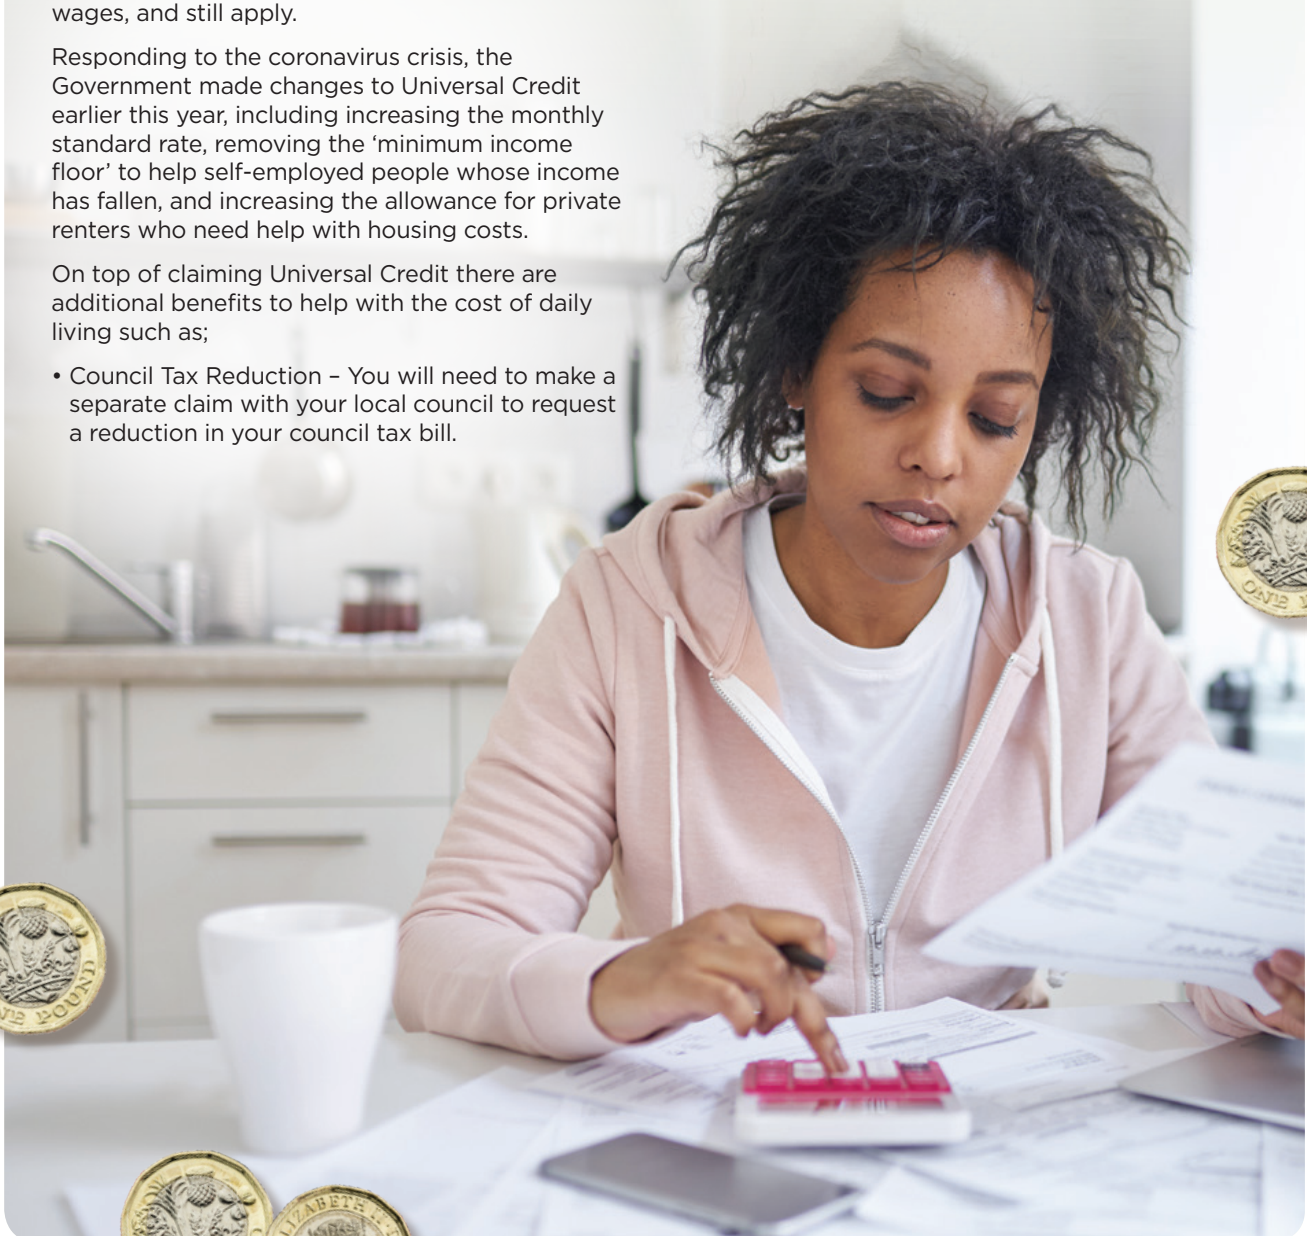 wages, and still apply.
Responding to the coronavirus crisis, the
Government made changes to Universal Credit
earlier this year, including increasing the monthly
standard rate, removing the ‘minimum income
floor’ to help self-employed people whose income
has fallen, and increasing the allowance for private
renters who need help with housing costs.
On top of claiming Universal Credit there are
additional benefits to help with the cost of daily
living such as;
• Council Tax Reduction – You will need to make a
separate claim with your local council to request
a reduction in your council tax bill.
ONE
POUND